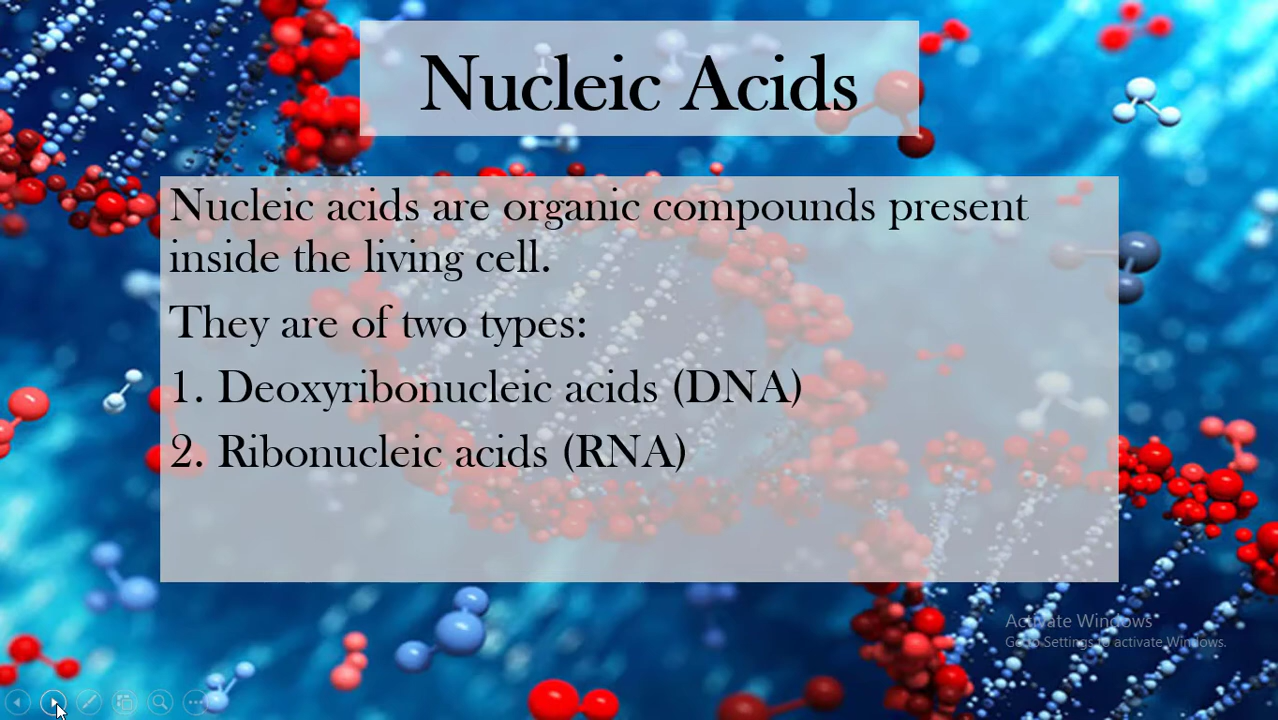 Nucleic Acids
Nucleic acids are organic compounds present
inside the living cell.
They are of two types:
1. Deoxyribonucleic acids (DNA)
2. Ribonucleic acids (RNA)
Activate Windows
Go to Settings to activate Windows.